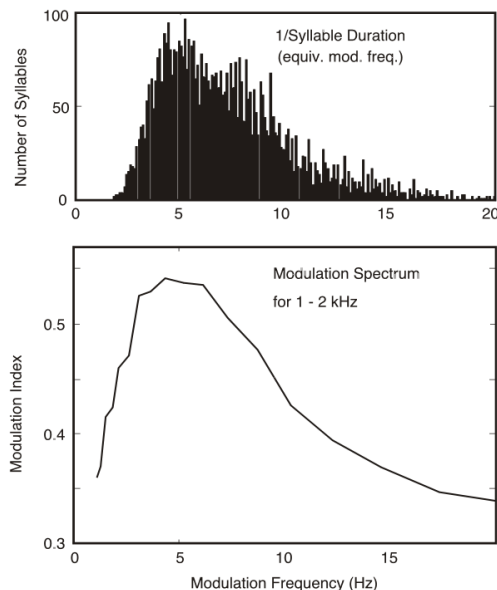 100
1/Syllable Duration
(equiv. mod. freq.)
Number of Syllables
50
0
0 5 10 15 20
Modulation Spectrum
for 1 - 2 kHz
0.5
Modulation Index
0.4
0.3
0 5 10 15
Modulation Frequency (Hz)